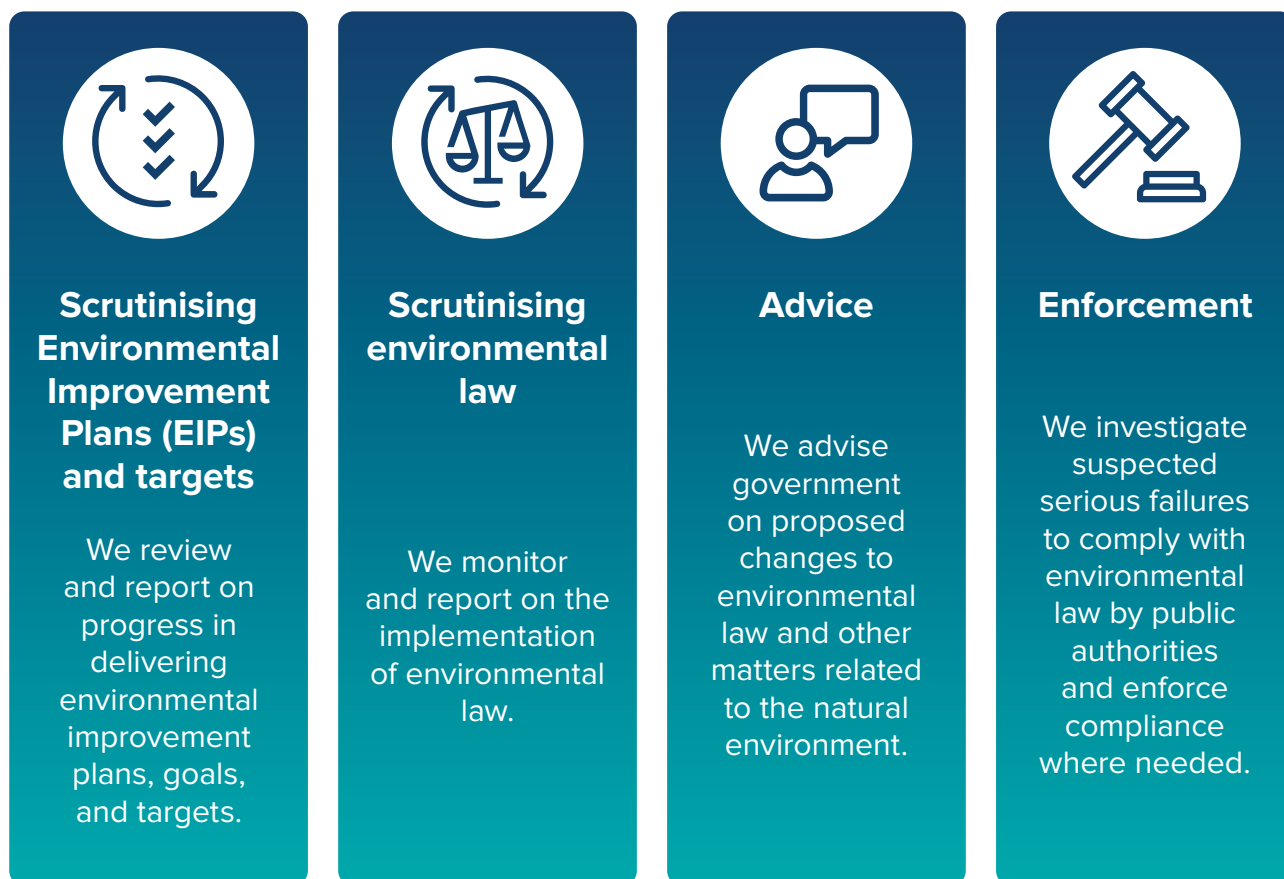 Scrutinising
Environmental
Improvement
Plans (EIPs)
and targets
We review
and report on
progress in
delivering
environmental
improvement
plans, goals,
and targets.
Scrutinising
environmental
law
We monitor
and report on the
implementation
of environmental
law.
Advice
We advise
government
on proposed
changes to
environmental
law and other
matters related
to the natural
environment.
Enforcement
We investigate
suspected
serious failures
to comply with
environmental
law by public
authorities
and enforce
compliance
where needed.